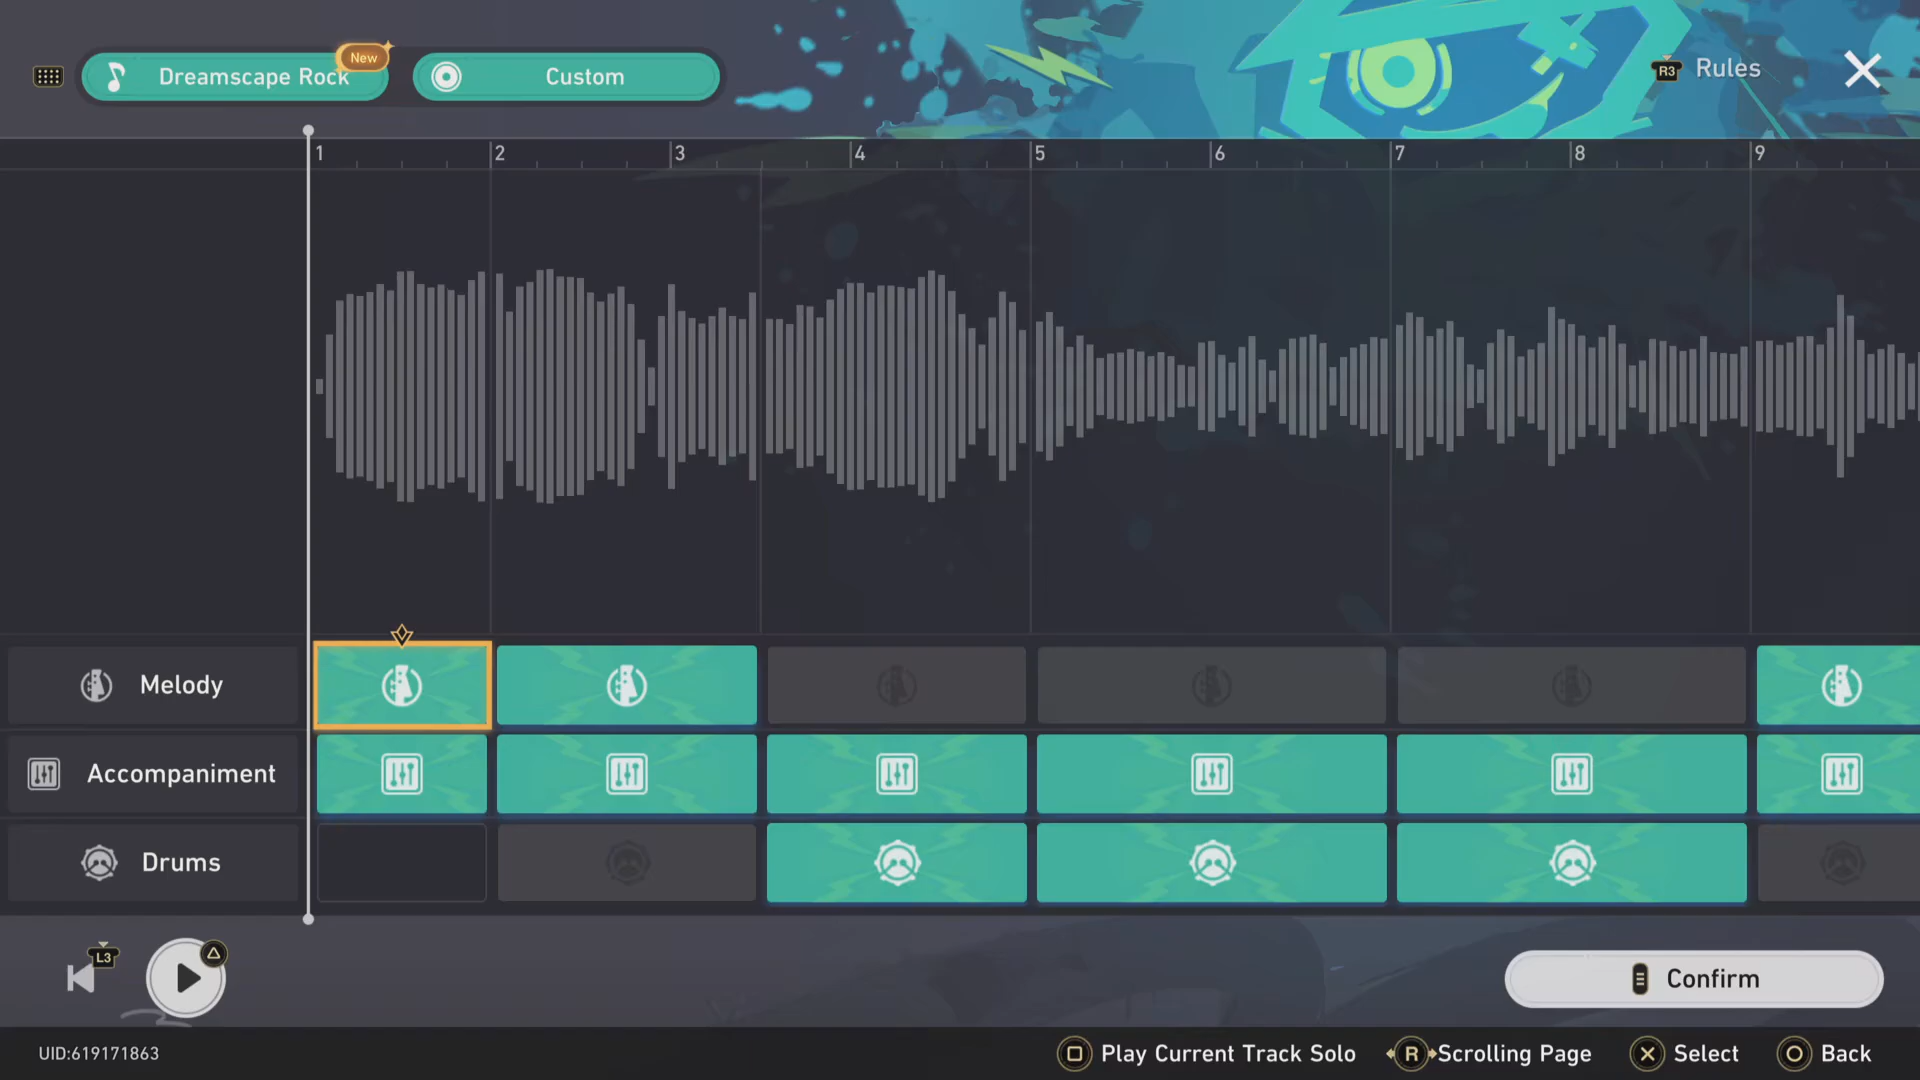 Dreamscape Rock
New
Custom
R3 Rules
1 2 3 4 5 6 7 8 9
Melody
Accompaniment
Drums
L3
Confirm
UID:619171863
Play Current Track Solo
R Scrolling Page
Select
Back